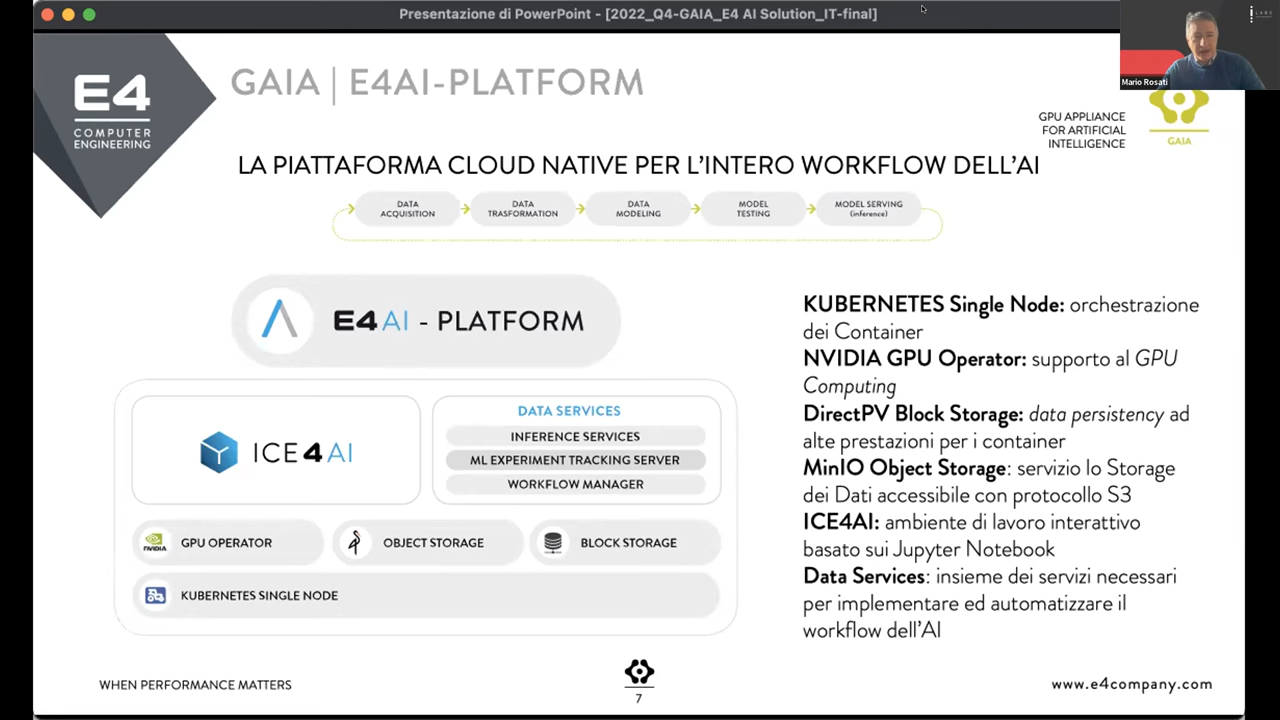 Presentazione di PowerPoint - [2022_Q4-GAIA_E4 AI Solution_IT-final]
LABS
Mario Rosati
E4
COMPUTER
ENGINEERING
GAIA | E4AI-PLATFORM
GPU APPLIANCE
FOR ARTIFICIAL
INTELLIGENCE
GAIA
LA PIATTAFORMA CLOUD NATIVE PER L'INTERO WORKFLOW DELL'AI
DATA
ACQUISITION
DATA
TRASFORMATION
DATA
MODELING
MODEL
TESTING
MODEL SERVING
(inference)
E4 AI - PLATFORM
ICE4AI
DATA SERVICES
INFERENCE SERVICES
ML EXPERIMENT TRACKING SERVER
WORKFLOW MANAGER
NVIDIA
GPU OPERATOR
OBJECT STORAGE
BLOCK STORAGE
KUBERNETES SINGLE NODE
KUBERNETES Single Node: orchestrazione
dei Container
NVIDIA GPU Operator: supporto al GPU
Computing
DirectPV Block Storage: data persistency ad
alte prestazioni per i container
MinIO Object Storage: servizio lo Storage
dei Dati accessibile con protocollo S3
ICE4AI: ambiente di lavoro interattivo
basato sui Jupyter Notebook
Data Services: insieme dei servizi necessari
per implementare ed automatizzare il
workflow dell'AI
WHEN PERFORMANCE MATTERS
7
www.e4company.com